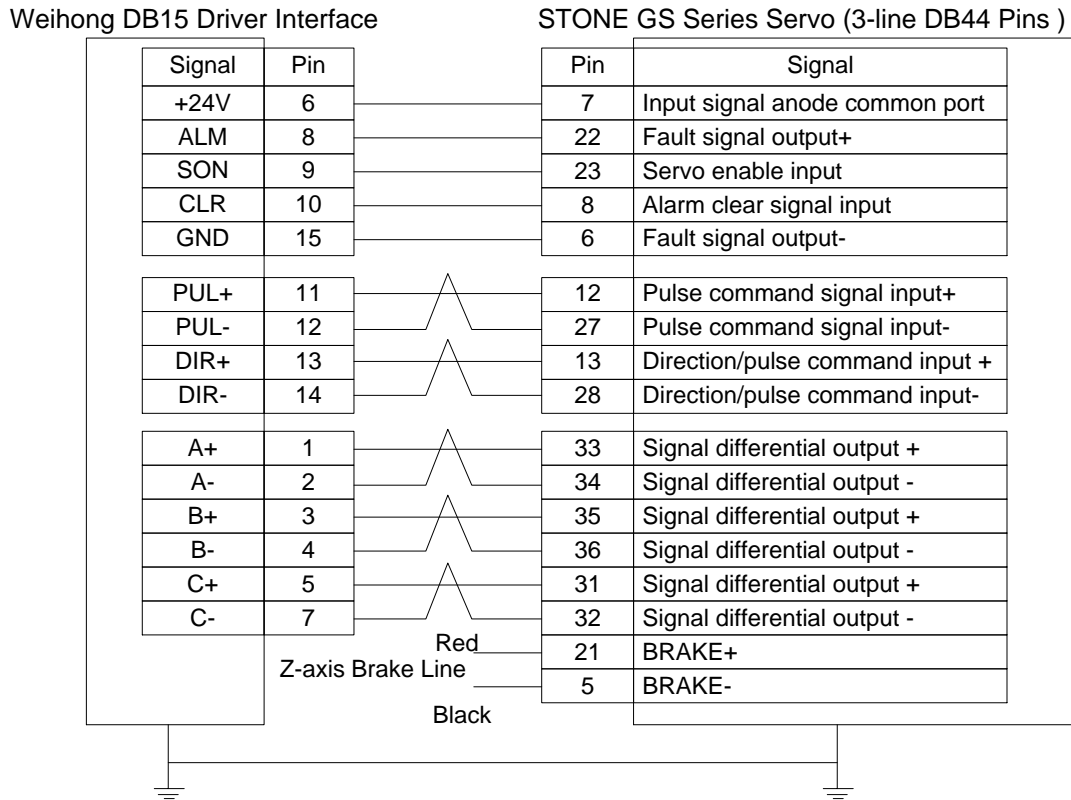 Weihong DB15 Driver Interface STONE GS Series Servo (3-line DB44 Pins )
Signal Pin Pin Signal
+24V 6 7 Input signal anode common port
ALM 8 22 Fault signal output+
SON 9 23 Servo enable input
CLR 10 8 Alarm clear signal input
GND 15 6 Fault signal output-
PUL+ 11 12 Pulse command signal input+
PUL- 12 27 Pulse command signal input-
DIR+ 13 13 Direction/pulse command input +
DIR- 14 28 Direction/pulse command input-
A+ 1 33 Signal differential output +
A- 2 34 Signal differential output -
B+ 3 35 Signal differential output +
B- 4 36 Signal differential output -
C+ 5 31 Signal differential output +
C- 7 32 Signal differential output -
Red 21 BRAKE+
Z-axis Brake Line
5 BRAKE-
Black